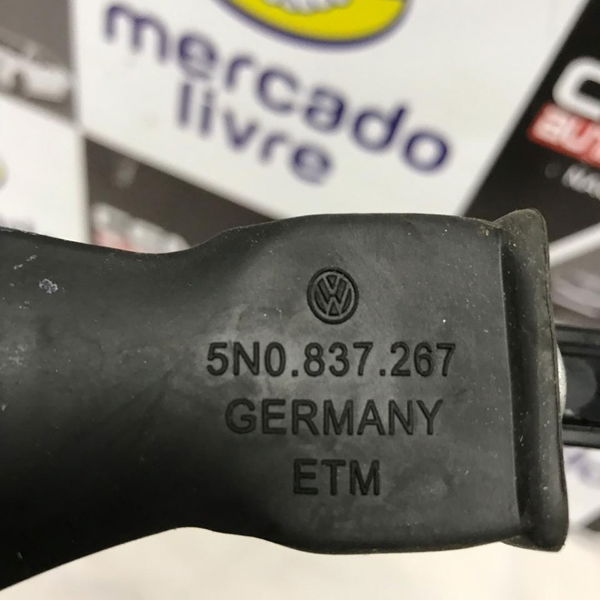 mercado
livre
5N0.837.267
GERMANY
ETM